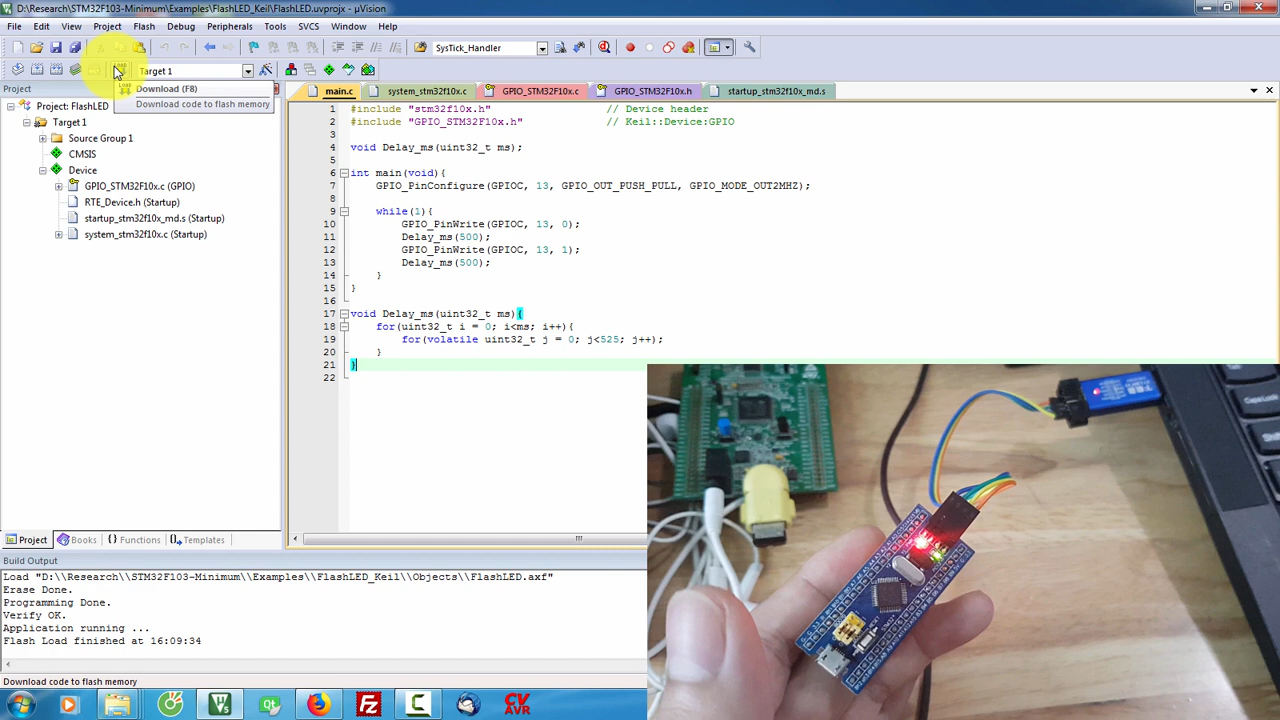 D:\Research\STM32F103-Minimum\Examples\FlashLED_Keil\FlashLED.uvprojx - µVision
File Edit View Project Flash Debug Peripherals Tools SVCS Window Help
SysTick_Handler
Target 1
Download (F8)
Download code to flash memory
Project
Project: FlashLED
Target 1
Source Group 1
CMSIS
Device
GPIO_STM32F10x.c (GPIO)
RTE_Device.h (Startup)
startup_stm32f10x_md.s (Startup)
system_stm32f10x.c (Startup)
Project Books Functions Templates
main.c system_stm32f10x.c GPIO_STM32F10x.c GPIO_STM32F10x.h startup_stm32f10x_md.s
1 #include "stm32f10x.h" // Device header
2 #include "GPIO_STM32F10x.h" // Keil::Device:GPIO
3
4 void Delay_ms(uint32_t ms);
5
6 int main(void){
7 GPIO_PinConfigure(GPIOC, 13, GPIO_OUT_PUSH_PULL, GPIO_MODE_OUT2MHZ);
8
9 while(1){
10 GPIO_PinWrite(GPIOC, 13, 0);
11 Delay_ms(500);
12 GPIO_PinWrite(GPIOC, 13, 1);
13 Delay_ms(500);
14 }
15 }
16
17 void Delay_ms(uint32_t ms){
18 for(uint32_t i = 0; i<ms; i++){
19 for(volatile uint32_t j = 0; j<525; j++);
20 }
21 }
22
Build Output
Load "D:\\Research\\STM32F103-Minimum\\Examples\\FlashLED_Keil\\Objects\\FlashLED.axf"
Erase Done.
Programming Done.
Verify OK.
Application running ...
Flash Load finished at 16:09:34
Download code to flash memory
CV
AVR